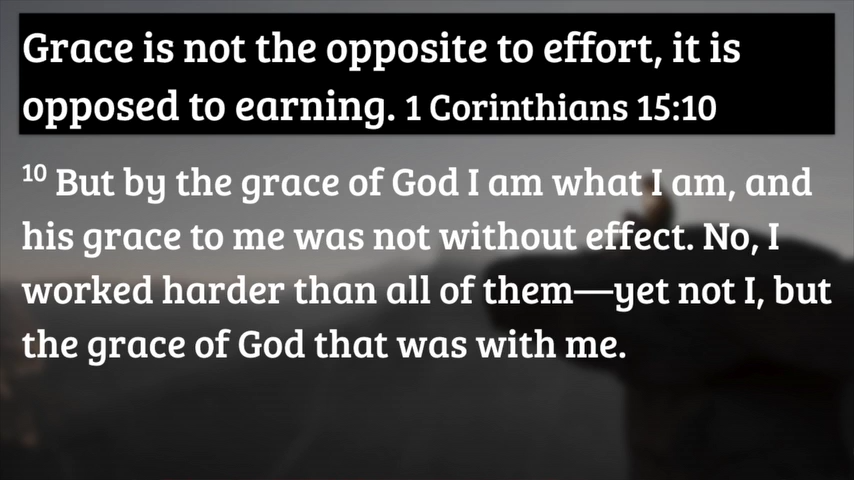 Grace is not the opposite to effort, it is
opposed to earning. 1 Corinthians 15:10
10 But by the grace of God I am what I am, and
his grace to me was not without effect. No, I
worked harder than all of them—yet not I, but
the grace of God that was with me.